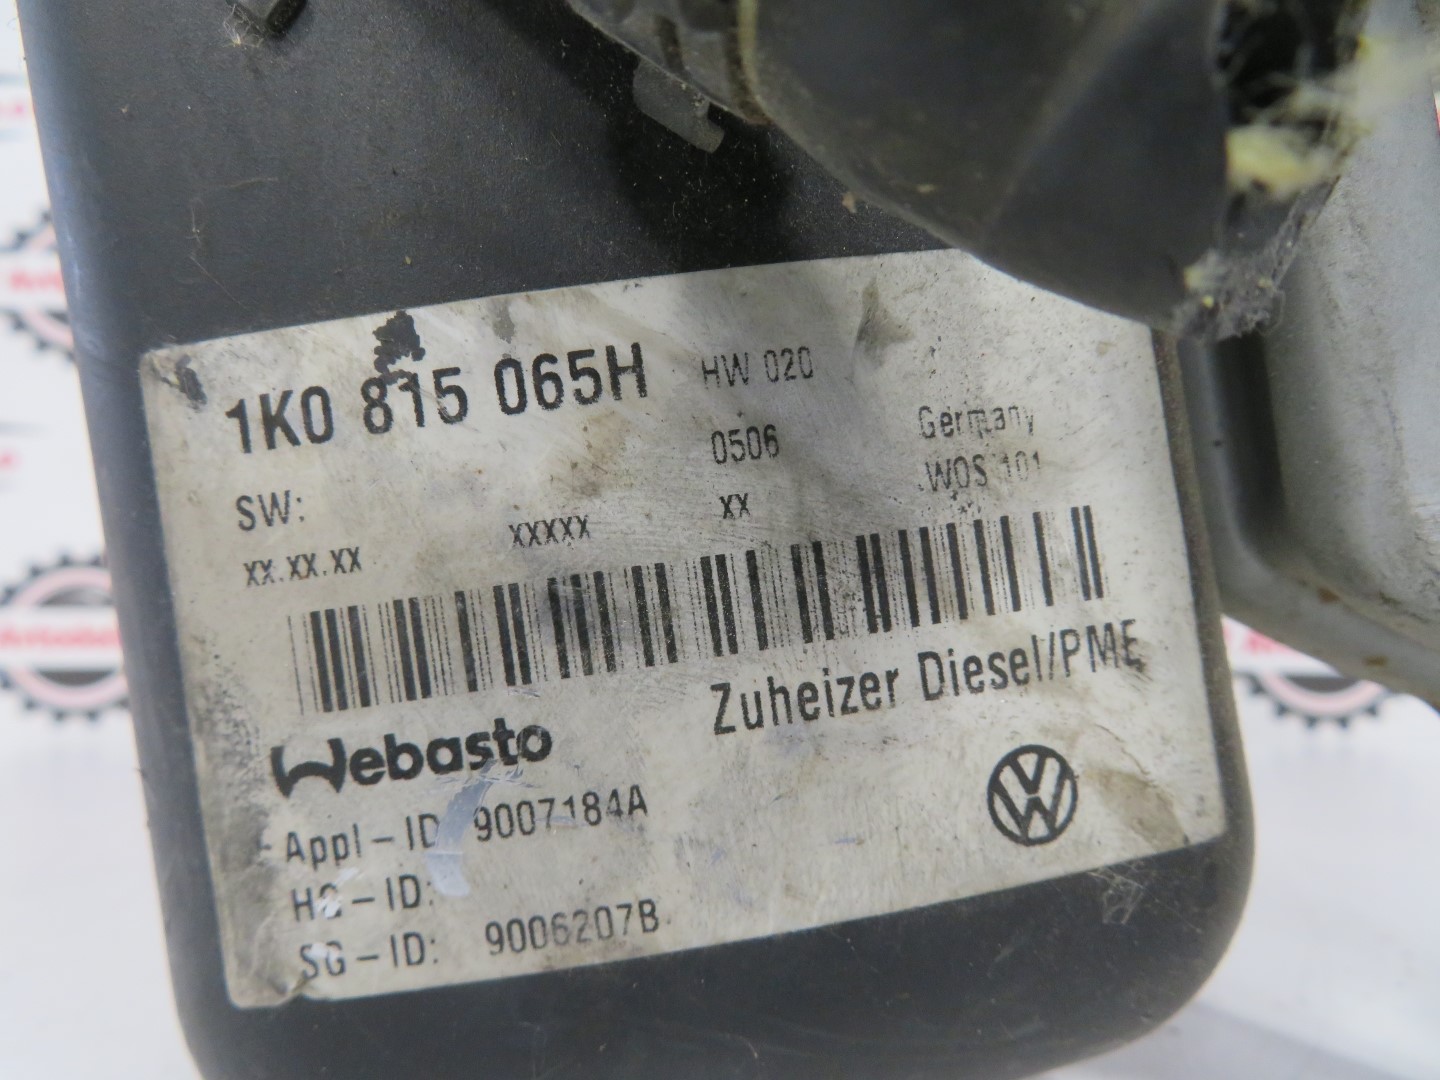 1K0 815 065H HW 020
0506 Germany
SW: WOS 101
XX.XX.XX XXXXX XX
Zuheizer Diesel/PME
Webasto
Appl-ID 9007184A
HG-ID:
SG-ID: 9006207B